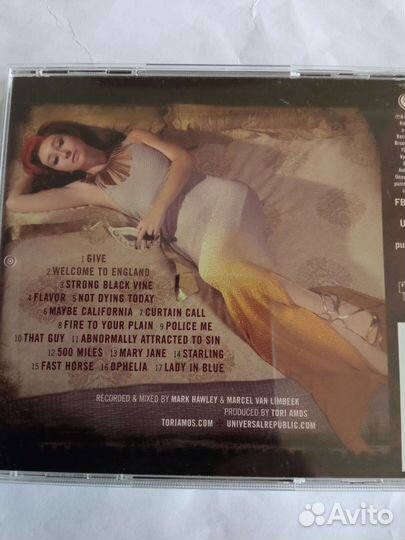 1 GIVE
2 WELCOME TO ENGLAND
3 STRONG BLACK VINE
4 FLAVOR 5 NOT DYING TODAY
6 MAYBE CALIFORNIA 7 CURTAIN CALL
8 FIRE TO YOUR PLAIN 9 POLICE ME
10 THAT GUY 11 ABNORMALLY ATTRACTED TO SIN
12 500 MILES 13 MARY JANE 14 STARLING
15 FAST HORSE 16 OPHELIA 17 LADY IN BLUE
RECORDED & MIXED BY MARK HAWLEY & MARCEL VAN LIMBEEK
PRODUCED BY TORI AMOS
TORIAMOS.COM - UNIVERSALREPUBLIC.COM
FB
Avito